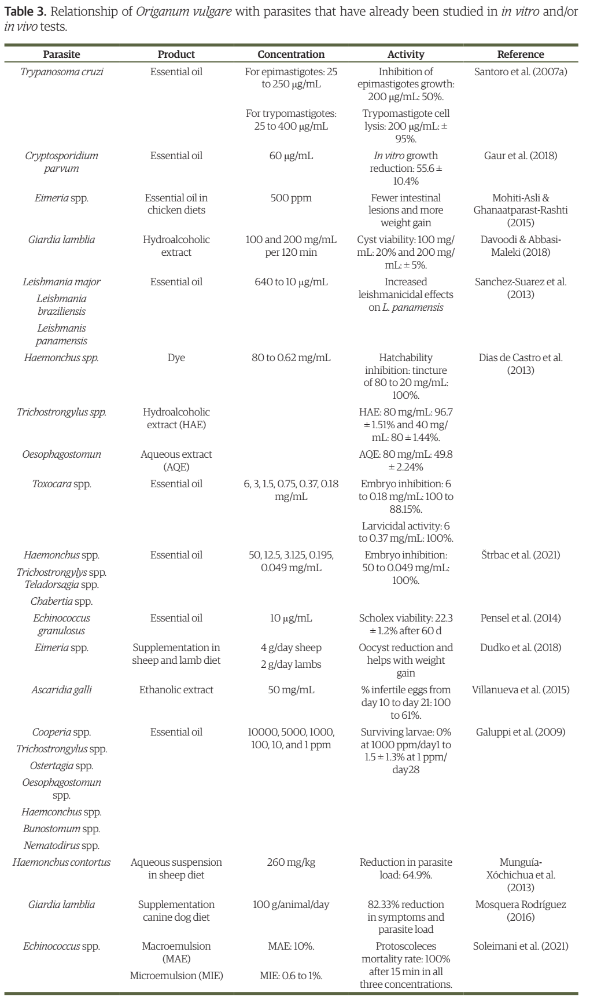 Table 3. Relationship of Origanum vulgare with parasites that have already been studied in in vitro and/or
in vivo tests.
Parasite Product Concentration Activity Reference
Trypanosoma cruzi Essential oil For epimastigotes: 25 Inhibition of Santoro et al. (2007a)
to 250 μg/mL epimastigotes growth:
200 μg/mL: 50%.
For trypomastigotes: Trypomastigote cell
25 to 400 μg/mL lysis: 200 μg/mL: ±
95%.
Cryptosporidium Essential oil 60 μg/mL In vitro growth Gaur et al. (2018)
parvum reduction: 55.6 ±
10.4%
Eimeria spp. Essential oil in 500 ppm Fewer intestinal Mohiti-Asli &
chicken diets lesions and more Ghanaatparast-Rashti
weight gain (2015)
Giardia lamblia Hydroalcoholic 100 and 200 mg/mL Cyst viability: 100 mg/ Davoodi & Abbasi-
extract per 120 min mL: 20% and 200 mg/ Maleki (2018)
mL: ± 5%.
Leishmania major Essential oil 640 to 10 μg/mL Increased Sanchez-Suarez et al.
Leishmania leishmanicidal effects (2013)
braziliensis on L. panamensis
Leishmanis
panamensis
Haemonchus spp. Dye 80 to 0.62 mg/mL Hatchability Dias de Castro et al.
inhibition: tincture (2013)
of 80 to 20 mg/mL:
100%.
Trichostrongylus spp. Hydroalcoholic HAE: 80 mg/mL: 96.7
extract (HAE) ± 1.51% and 40 mg/
mL: 80 ± 1.44%.
Oesophagostomun Aqueous extract AQE: 80 mg/mL: 49.8
(AQE) ± 2.24%
Toxocara spp. Essential oil 6, 3, 1.5, 0.75, 0.37, 0.18 Embryo inhibition: 6
mg/mL to 0.18 mg/mL: 100 to
88.15%.
Larvicidal activity: 6
to 0.37 mg/mL: 100%.
Haemonchus spp. Essential oil 50, 12.5, 3.125, 0.195, Embryo inhibition: Štrbac et al. (2021)
Trichostrongylys spp. 0.049 mg/mL 50 to 0.049 mg/mL:
Teladorsagia spp. 100%.
Chabertia spp.
Echinococcus Essential oil 10 μg/mL Scholex viability: 22.3 Pensel et al. (2014)
granulosus ± 1.2% after 60 d
Eimeria spp. Supplementation in 4 g/day sheep Oocyst reduction and Dudko et al. (2018)
sheep and lamb diet 2 g/day lambs helps with weight
gain
Ascaridia galli Ethanolic extract 50 mg/mL % infertile eggs from Villanueva et al. (2015)
day 10 to day 21: 100
to 61%.
Cooperia spp. Essential oil 10000, 5000, 1000, Surviving larvae: 0% Galuppi et al. (2009)
Trichostrongylus spp. 100, 10, and 1 ppm at 1000 ppm/day1 to
Ostertagia spp. 1.5 ± 1.3% at 1 ppm/
day28
Oesophagostomun
spp.
Haemconchus spp.
Bunostomum spp.
Nematodirus spp.
Haemonchus contortus Aqueous suspension 260 mg/kg Reduction in parasite Munguía-
in sheep diet load: 64.9%. Xóchichua et al.
(2013)
Giardia lamblia Supplementation 100 g/animal/day 82.33% reduction Mosquera Rodríguez
canine dog diet in symptoms and (2016)
parasite load
Echinococcus spp. Macroemulsion MAE: 10%. Protoscoleces Soleimani et al. (2021)
(MAE) mortality rate: 100%
Microemulsion (MIE) MIE: 0.6 to 1%. after 15 min in all
three concentrations.